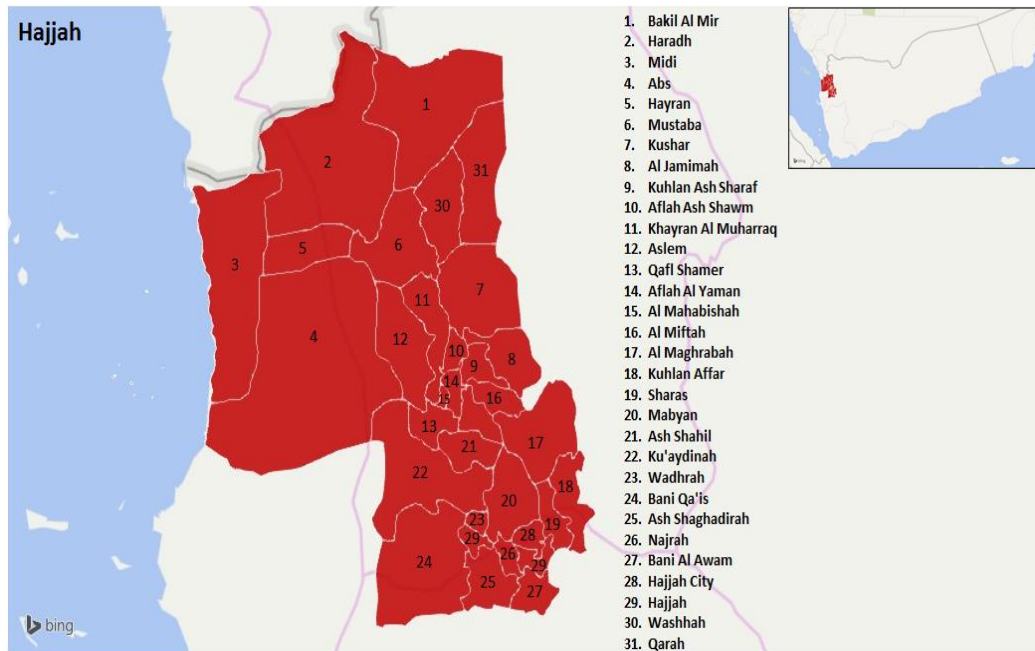 Hajjah
1
2
31
30
3
5
6
7
11
4
12
10
9
8
14
15
16
13
21
17
22
18
20
23
19
28
29
24
26
29
25
27
bing
1. Bakil Al Mir
2. Haradh
3. Midi
4. Abs
5. Hayran
6. Mustaba
7. Kushar
8. Al Jamimah
9. Kuhlan Ash Sharaf
10. Aflah Ash Shawm
11. Khayran Al Muharraq
12. Aslem
13. Qafl Shamer
14. Aflah Al Yaman
15. Al Mahabishah
16. Al Miftah
17. Al Maghrabah
18. Kuhlan Affar
19. Sharas
20. Mabyan
21. Ash Shahil
22. Ku'aydinah
23. Wadhrah
24. Bani Qa'is
25. Ash Shaghadirah
26. Najrah
27. Bani Al Awam
28. Hajjah City
29. Hajjah
30. Washhah
31. Qarah
bing